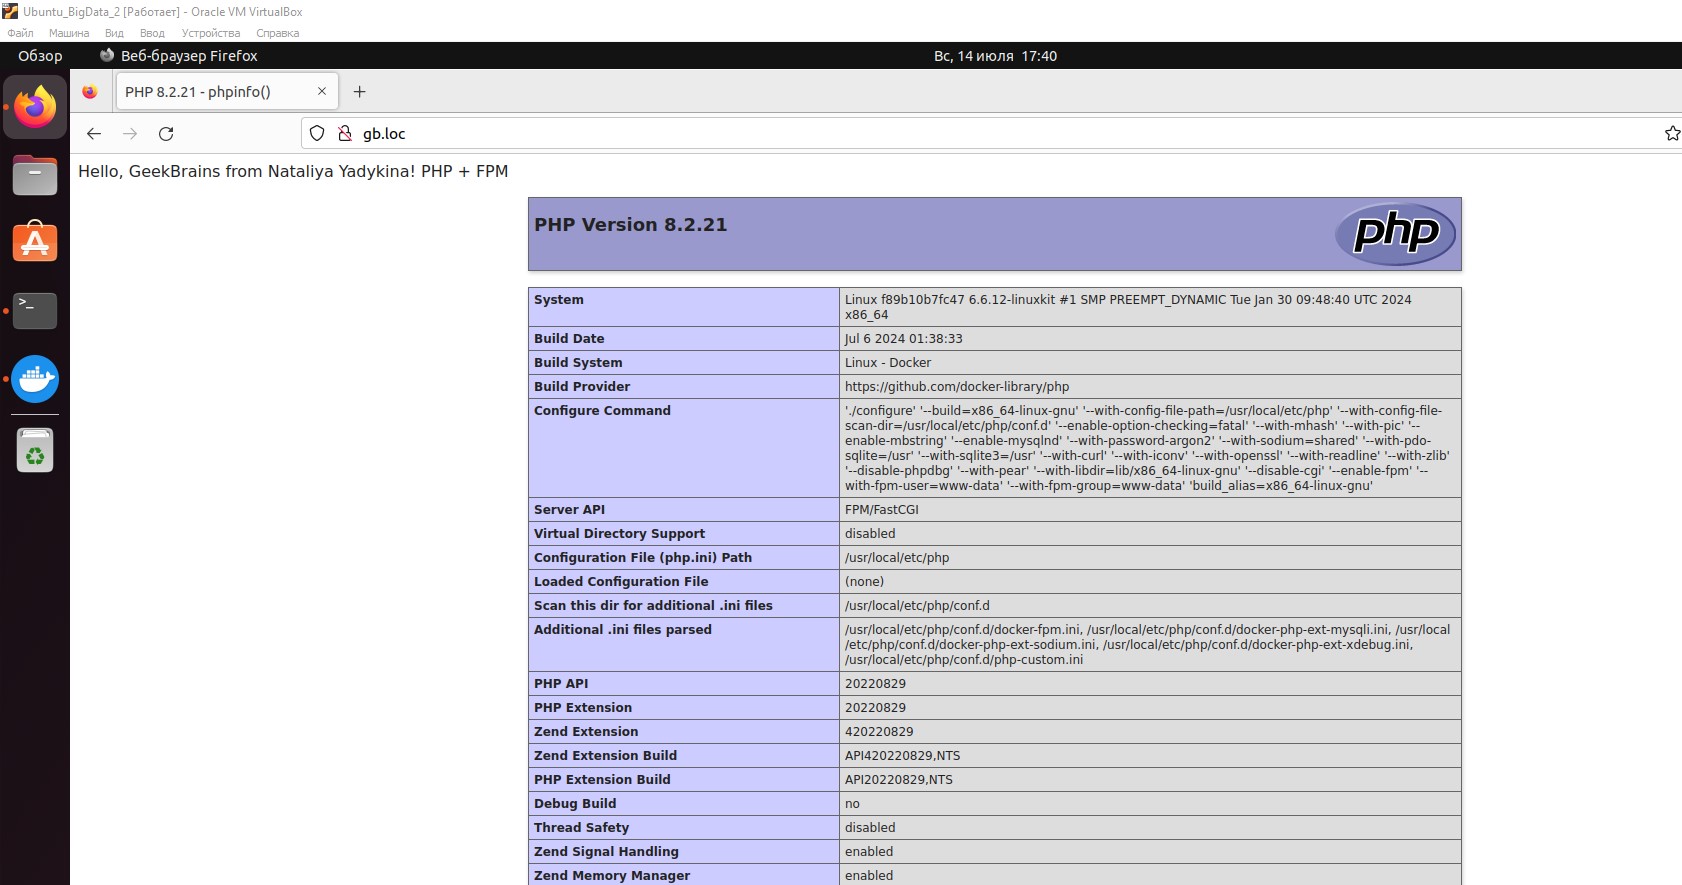 Ubuntu_BigData_2 [Работает] - Oracle VM VirtualBox
Файл Машина Вид Ввод Устройства Справка
Обзор Веб-браузер Firefox Вс, 14 июля 17:40
PHP 8.2.21 - phpinfo()
gb.loc
Hello, GeekBrains from Nataliya Yadykina! PHP + FPM
PHP Version 8.2.21
php
System Linux f89b10b7fc47 6.6.12-linuxkit #1 SMP PREEMPT_DYNAMIC Tue Jan 30 09:48:40 UTC 2024
x86_64
Build Date Jul 6 2024 01:38:33
Build System Linux - Docker
Build Provider https://github.com/docker-library/php
Configure Command './configure' '--build=x86_64-linux-gnu' '--with-config-file-path=/usr/local/etc/php' '--with-config-file-
scan-dir=/usr/local/etc/php/conf.d' '--enable-option-checking=fatal' '--with-mhash' '--with-pic' '--
enable-mbstring' '--enable-mysqlnd' '--with-password-argon2' '--with-sodium=shared' '--with-pdo-
sqlite=/usr' '--with-sqlite3=/usr' '--with-curl' '--with-iconv' '--with-openssl' '--with-readline' '--with-zlib'
'--disable-phpdbg' '--with-pear' '--with-libdir=lib/x86_64-linux-gnu' '--disable-cgi' '--enable-fpm' '--
with-fpm-user=www-data' '--with-fpm-group=www-data' 'build_alias=x86_64-linux-gnu'
Server API FPM/FastCGI
Virtual Directory Support disabled
Configuration File (php.ini) Path /usr/local/etc/php
Loaded Configuration File (none)
Scan this dir for additional .ini files /usr/local/etc/php/conf.d
Additional .ini files parsed /usr/local/etc/php/conf.d/docker-fpm.ini, /usr/local/etc/php/conf.d/docker-php-ext-mysqli.ini, /usr/local
/etc/php/conf.d/docker-php-ext-sodium.ini, /usr/local/etc/php/conf.d/docker-php-ext-xdebug.ini,
/usr/local/etc/php/conf.d/php-custom.ini
PHP API 20220829
PHP Extension 20220829
Zend Extension 420220829
Zend Extension Build API420220829,NTS
PHP Extension Build API20220829,NTS
Debug Build no
Thread Safety disabled
Zend Signal Handling enabled
Zend Memory Manager enabled